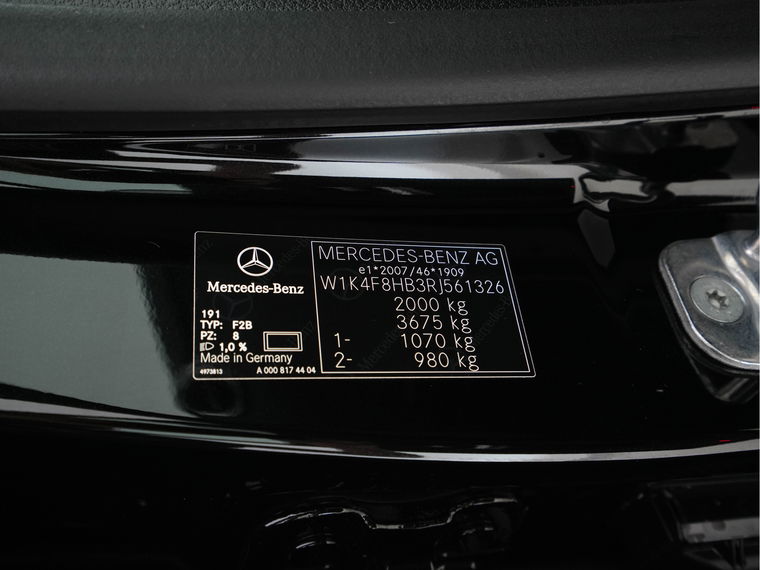 Mercedes-Benz
191
TYP: F2B
PZ: 8
1,0 %
Made in Germany
4973813 A 000 817 44 04
MERCEDES-BENZ AG
e1*2007/46*1909
W1K4F8HB3RJ561326
2000 kg
3675 kg
1- 1070 kg
2- 980 kg